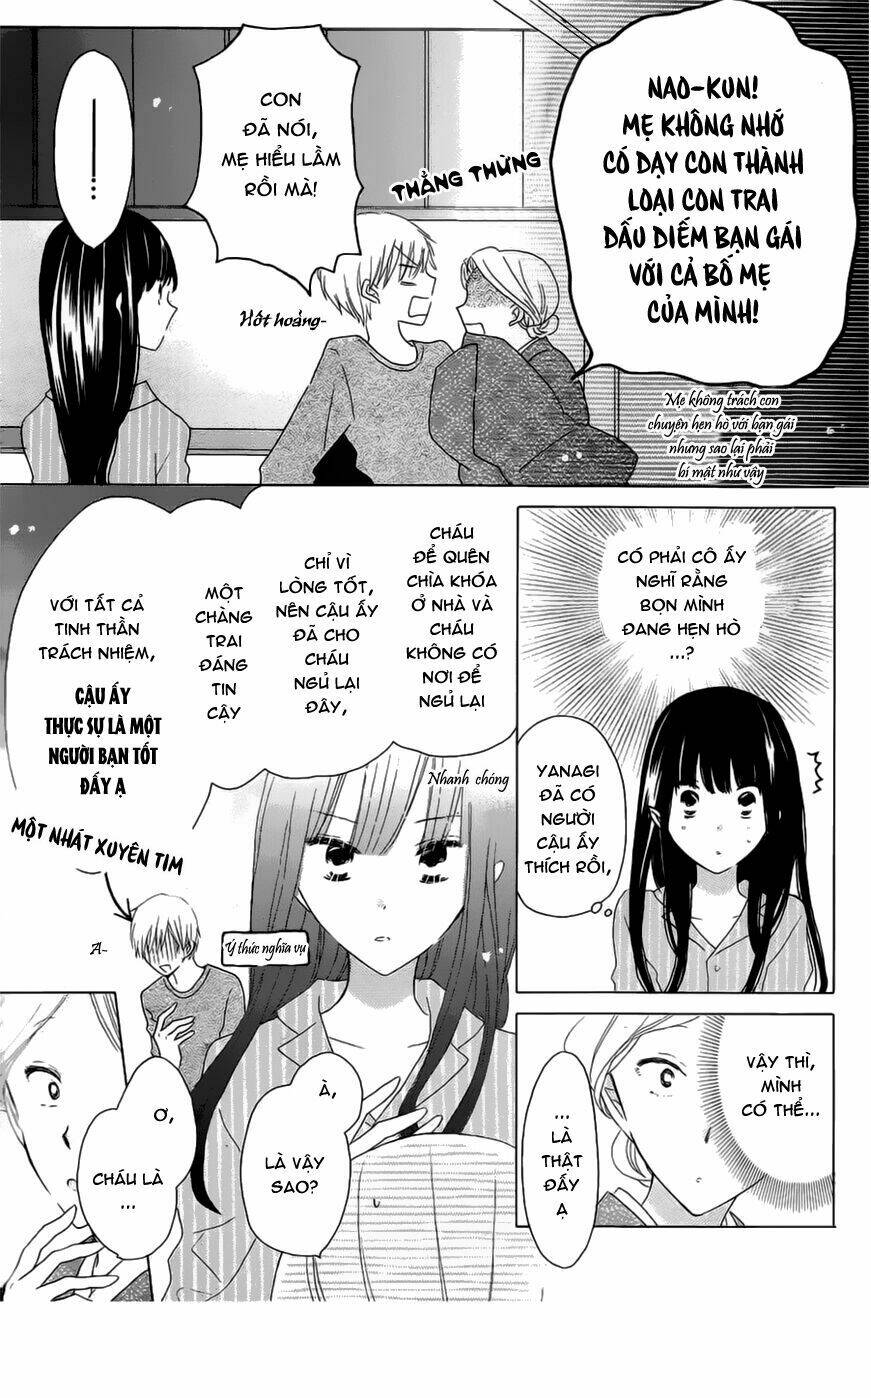 NAO-KUN!
MẸ KHÔNG NHỚ
CÓ DẠY CON THÀNH
LOẠI CON TRAI
DẤU DIẾM BẠN GÁI
VỚI CẢ BỐ MẸ
CỦA MÌNH!
Mẹ không trách con
chuyện hẹn hò với bạn gái
nhưng sao lại phải
bí mật như vậy
THẲNG THỪNG
CON
ĐÃ NÓI,
MẸ HIỂU LẦM
RỒI MÀ!
Hốt hoảng-
CÓ PHẢI CÔ ẤY
NGHĨ RẰNG
BỌN MÌNH
ĐANG HẸN HÒ
...?
YANAGI
ĐÃ CÓ
NGƯỜI
CẬU ẤY
THÍCH RỒI,
VẬY THÌ,
MÌNH
CÓ THỂ...
...
LÀ
THẬT
ĐẤY
Ạ
CHÁU
ĐỂ QUÊN
CHÌA KHÓA
Ở NHÀ VÀ
CHÁU
KHÔNG CÓ
NƠI ĐỂ
NGỦ LẠI
CHỈ VÌ
LÒNG TỐT,
NÊN CẬU ẤY
ĐÃ CHO
CHÁU
NGỦ LẠI
ĐÂY,
MỘT
CHÀNG
TRAI
ĐÁNG
TIN
CẬY
VỚI TẤT CẢ
TINH THẦN
TRÁCH NHIỆM,
CẬU ẤY
THỰC SỰ LÀ MỘT
NGƯỜI BẠN TỐT
ĐẤY Ạ
Nhanh chóng
MỘT NHÁT XUYÊN TIM
A-
Ý thức nghĩa vụ
À,
LÀ VẬY
SAO?
Ơ,
CHÁU LÀ
...